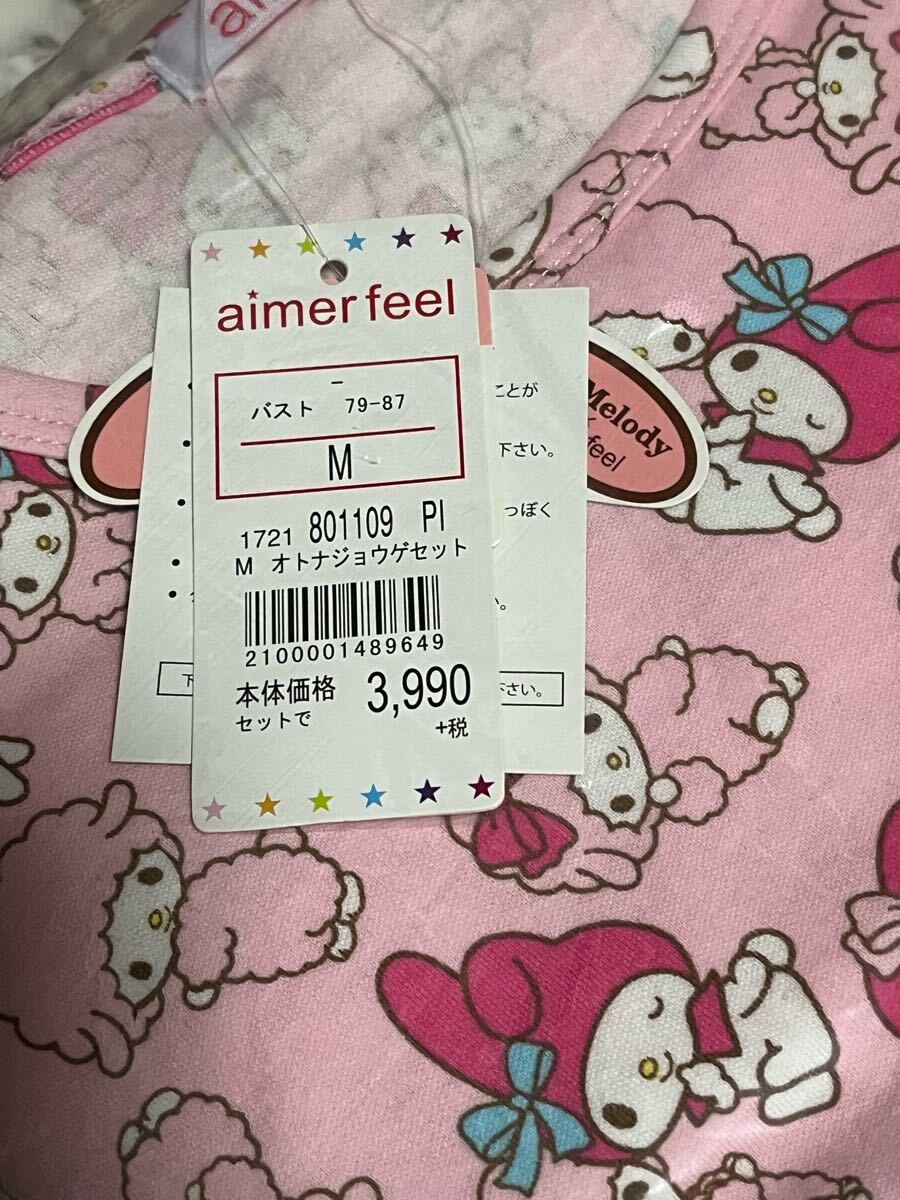 aimer feel
-
バスト 79-87
M
1721 801109 PI
M オトナジョウゲセット
2100001489649
本体価格 3,990
セットで
+税
ことが
下さい。
っぽく
い。
下
さい。
Melody
feel